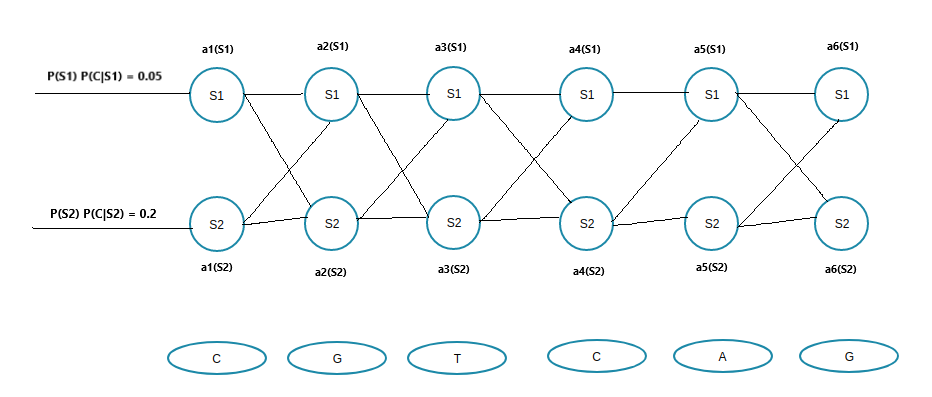 a1(S1) a2(S1) a3(S1) a4(S1) a5(S1) a6(S1)
P(S1) P(C|S1) = 0.05
S1 S1 S1 S1 S1 S1
P(S2) P(C|S2) = 0.2
S2 S2 S2 S2 S2 S2
a1(S2) a2(S2) a3(S2) a4(S2) a5(S2) a6(S2)
C G T C A G